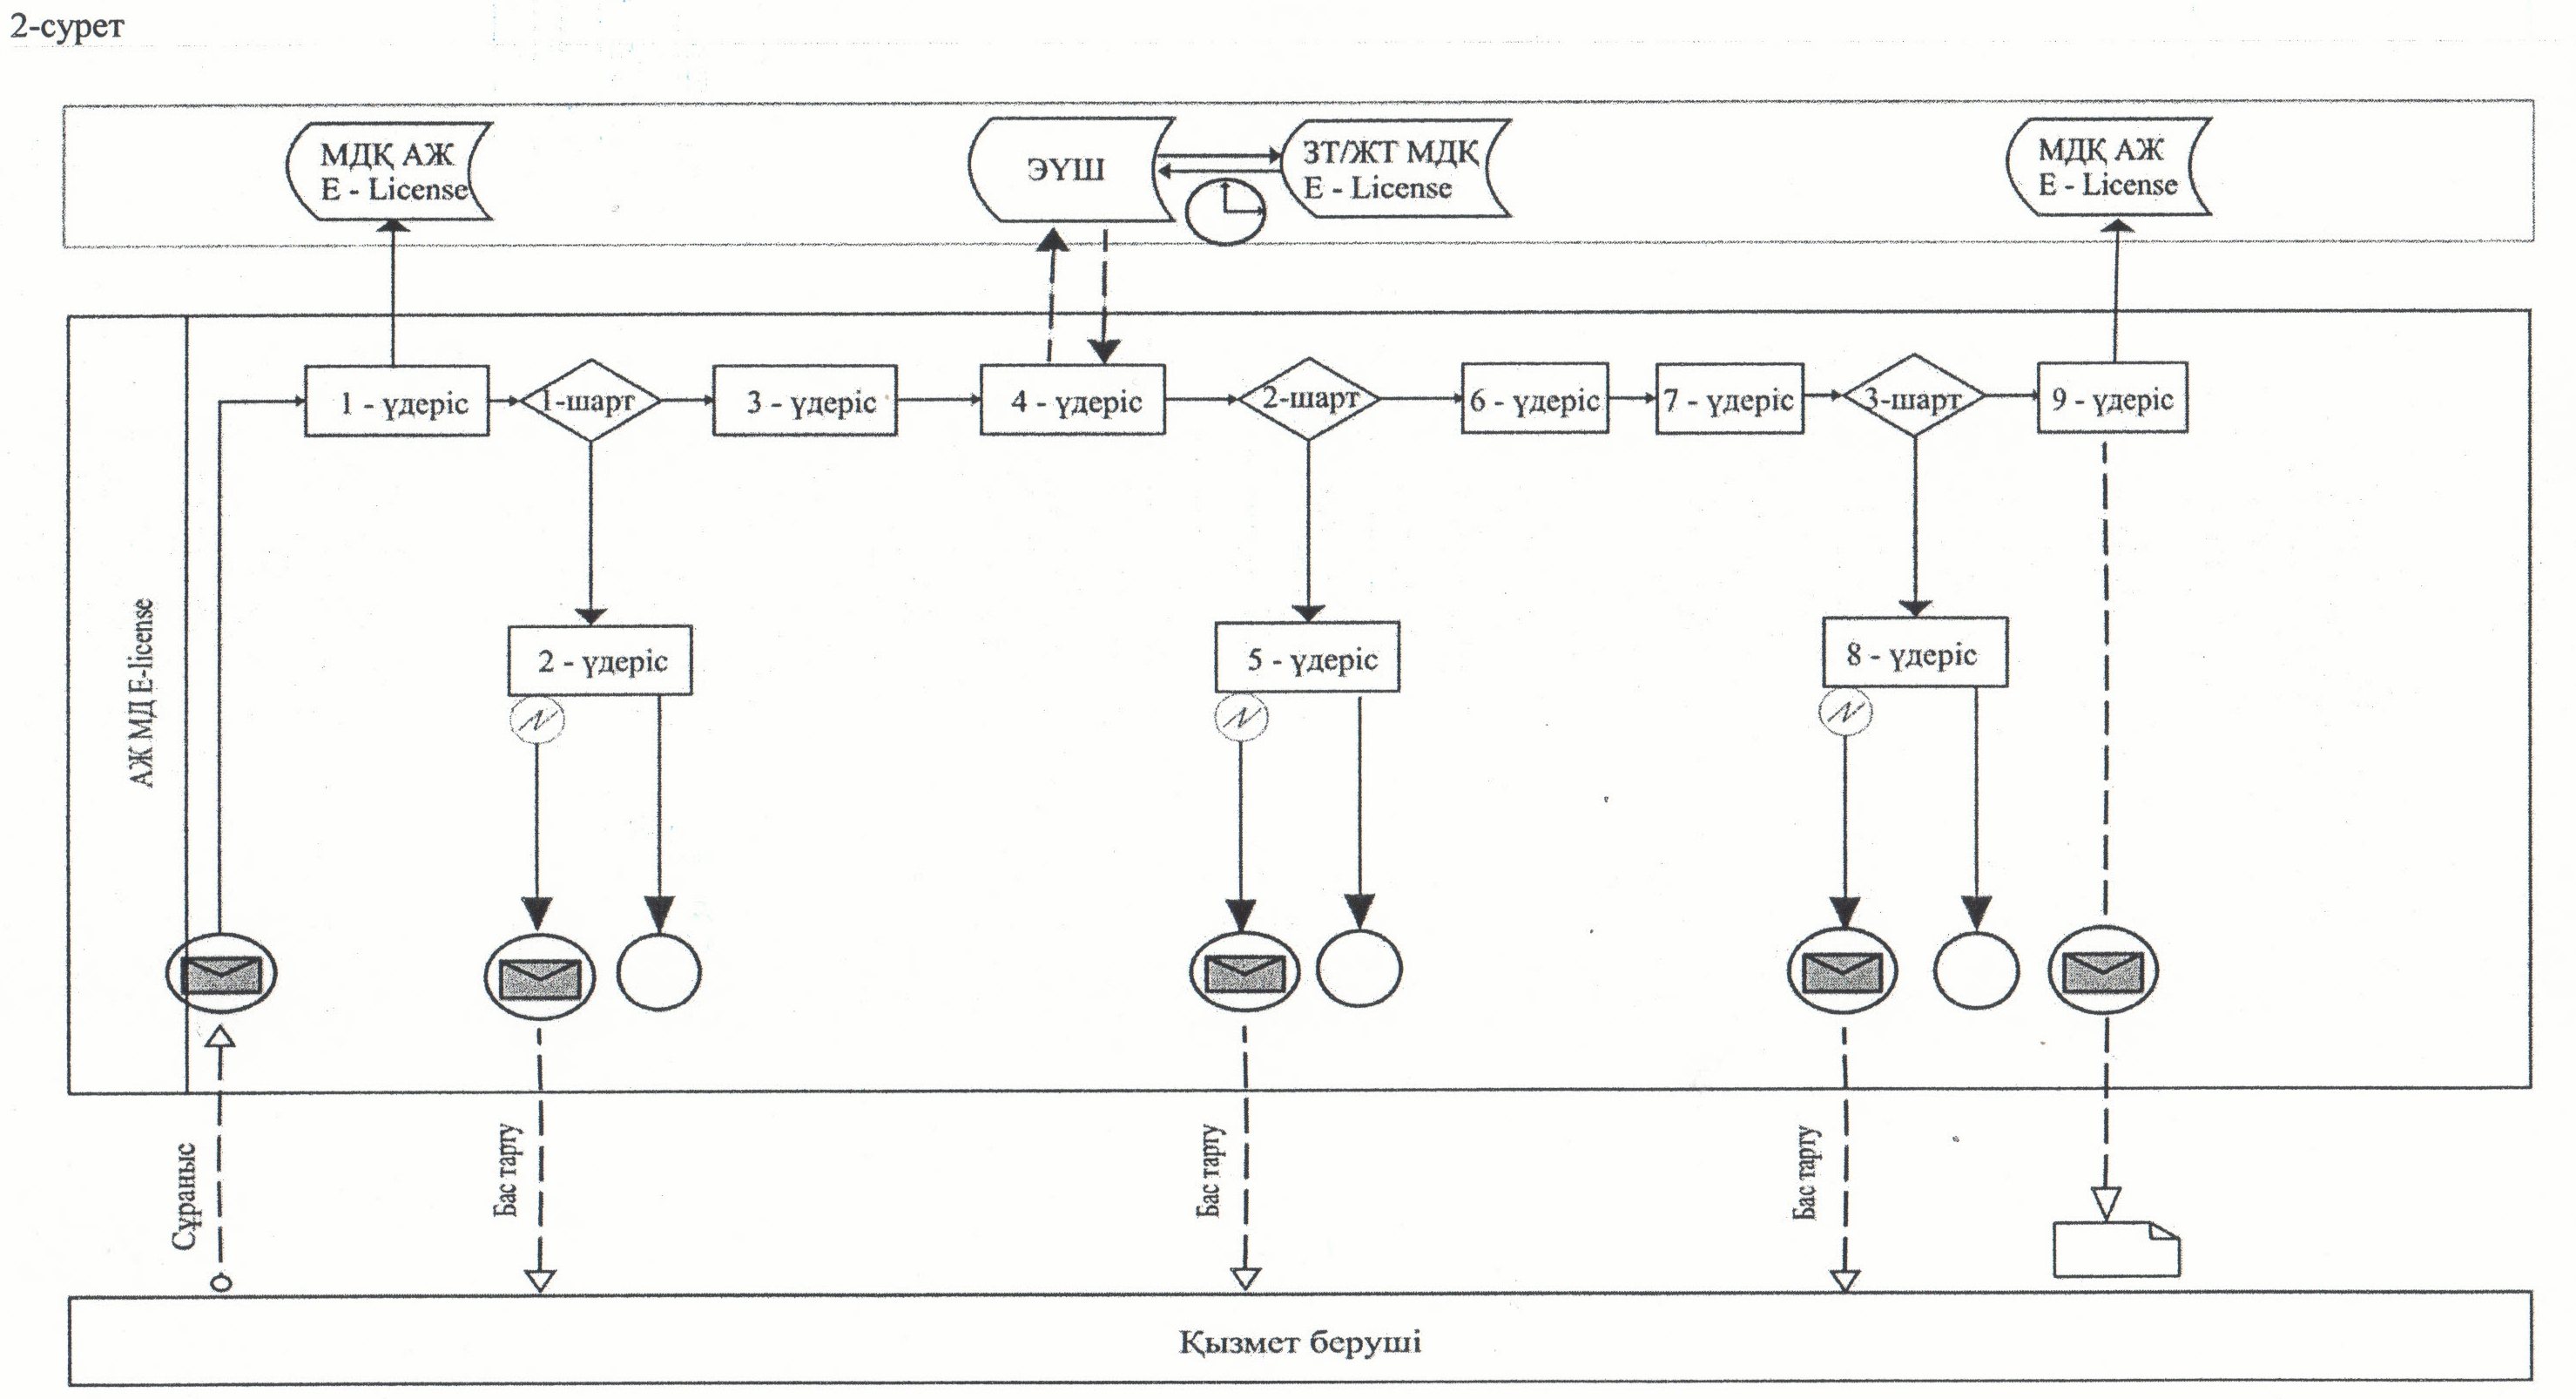 2-сурет
МДҚ АЖ
E - License
ЭҮШ
ЗТ/ЖТ МДҚ
E - License
МДҚ АЖ
E - License
1 - үдеріс
1-шарт
3 - үдеріс
4 - үдеріс
2-шарт
6 - үдеріс
7 - үдеріс
3-шарт
9 - үдеріс
АЖ МД E-license
2 - үдеріс
5 - үдеріс
8 - үдеріс
Сұраныс
Бас тарту
Бас тарту
Бас тарту
Қызмет беруші